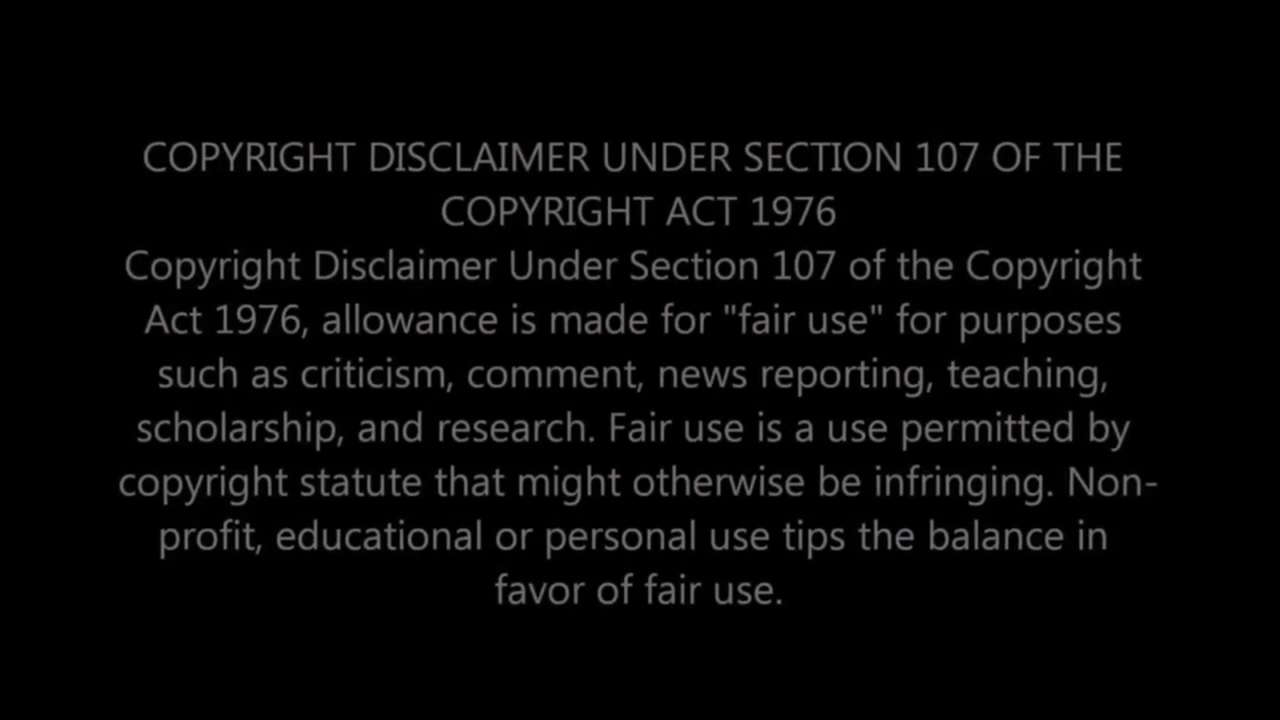 COPYRIGHT DISCLAIMER UNDER SECTION 107 OF THE
COPYRIGHT ACT 1976
Copyright Disclaimer Under Section 107 of the Copyright
Act 1976, allowance is made for "fair use" for purposes
such as criticism, comment, news reporting, teaching,
scholarship, and research. Fair use is a use permitted by
copyright statute that might otherwise be infringing. Non-
profit, educational or personal use tips the balance in
favor of fair use.